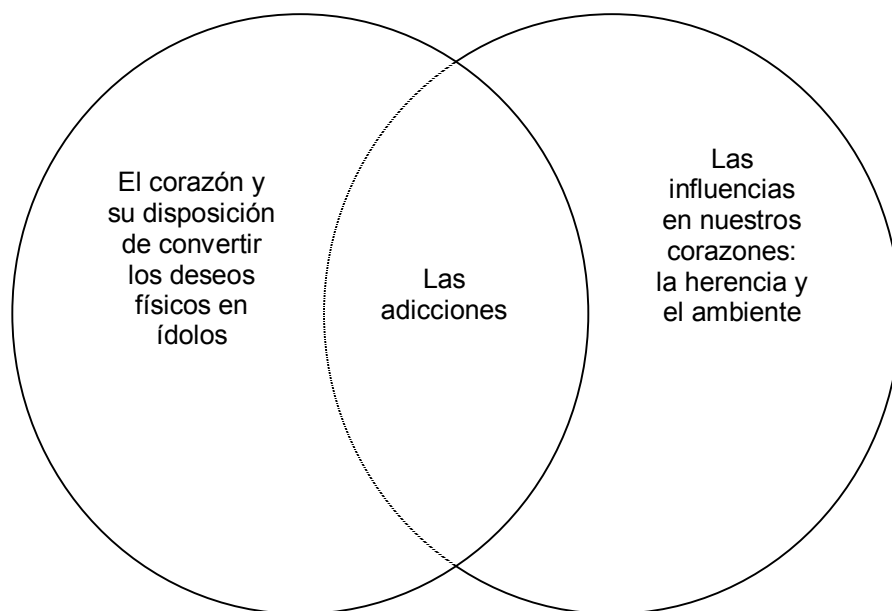 El corazón y
su disposición
de convertir
los deseos
físicos en
ídolos
Las
adicciones
Las
influencias
en nuestros
corazones:
la herencia y
el ambiente